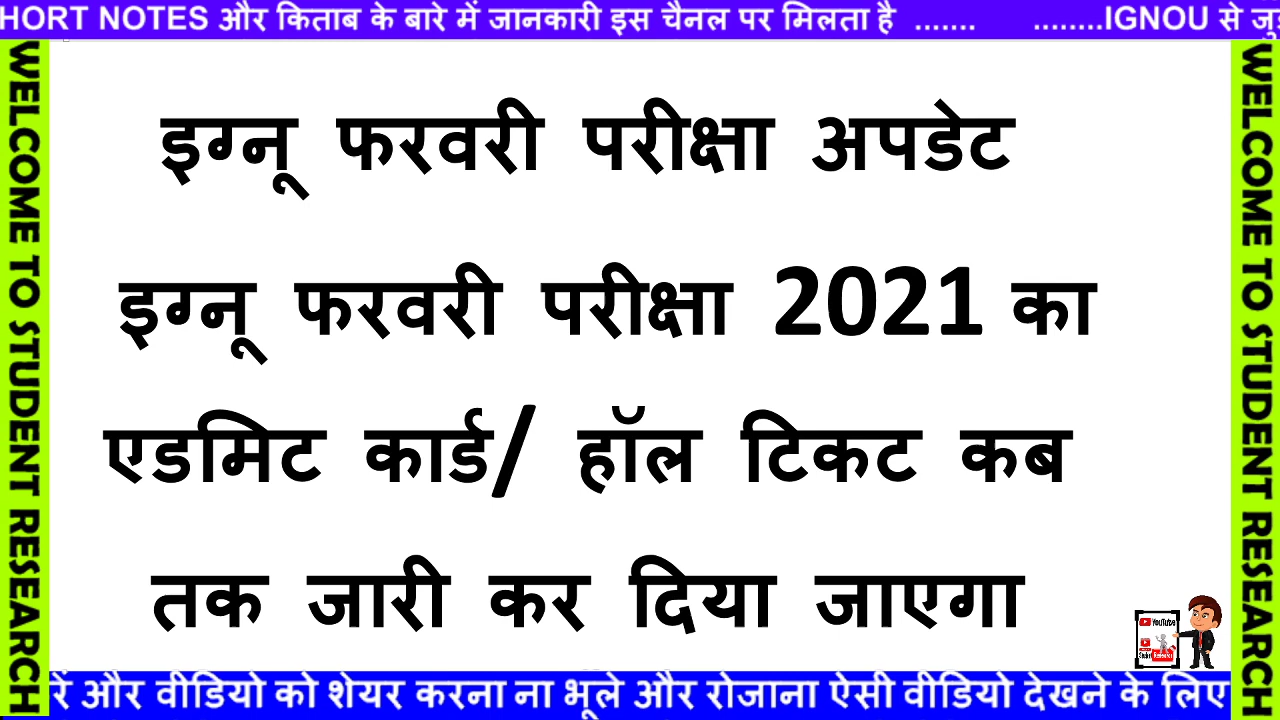 HORT NOTES और किताब के बारे में जानकारी इस चैनल पर मिलता है ....... ........IGNOU से
WELCOME TO STUDENT RESEARCH
इग्नू फरवरी परीक्षा अपडेट
इग्नू फरवरी परीक्षा 2021 का
एडमिट कार्ड/ हॉल टिकट कब
तक जारी कर दिया जाएगा
WELCOME TO STUDENT RESEARCH
YouTube
रें और वीडियो को शेयर करना ना भूले और रोजाना ऐसी वीडियो देखने के लिए